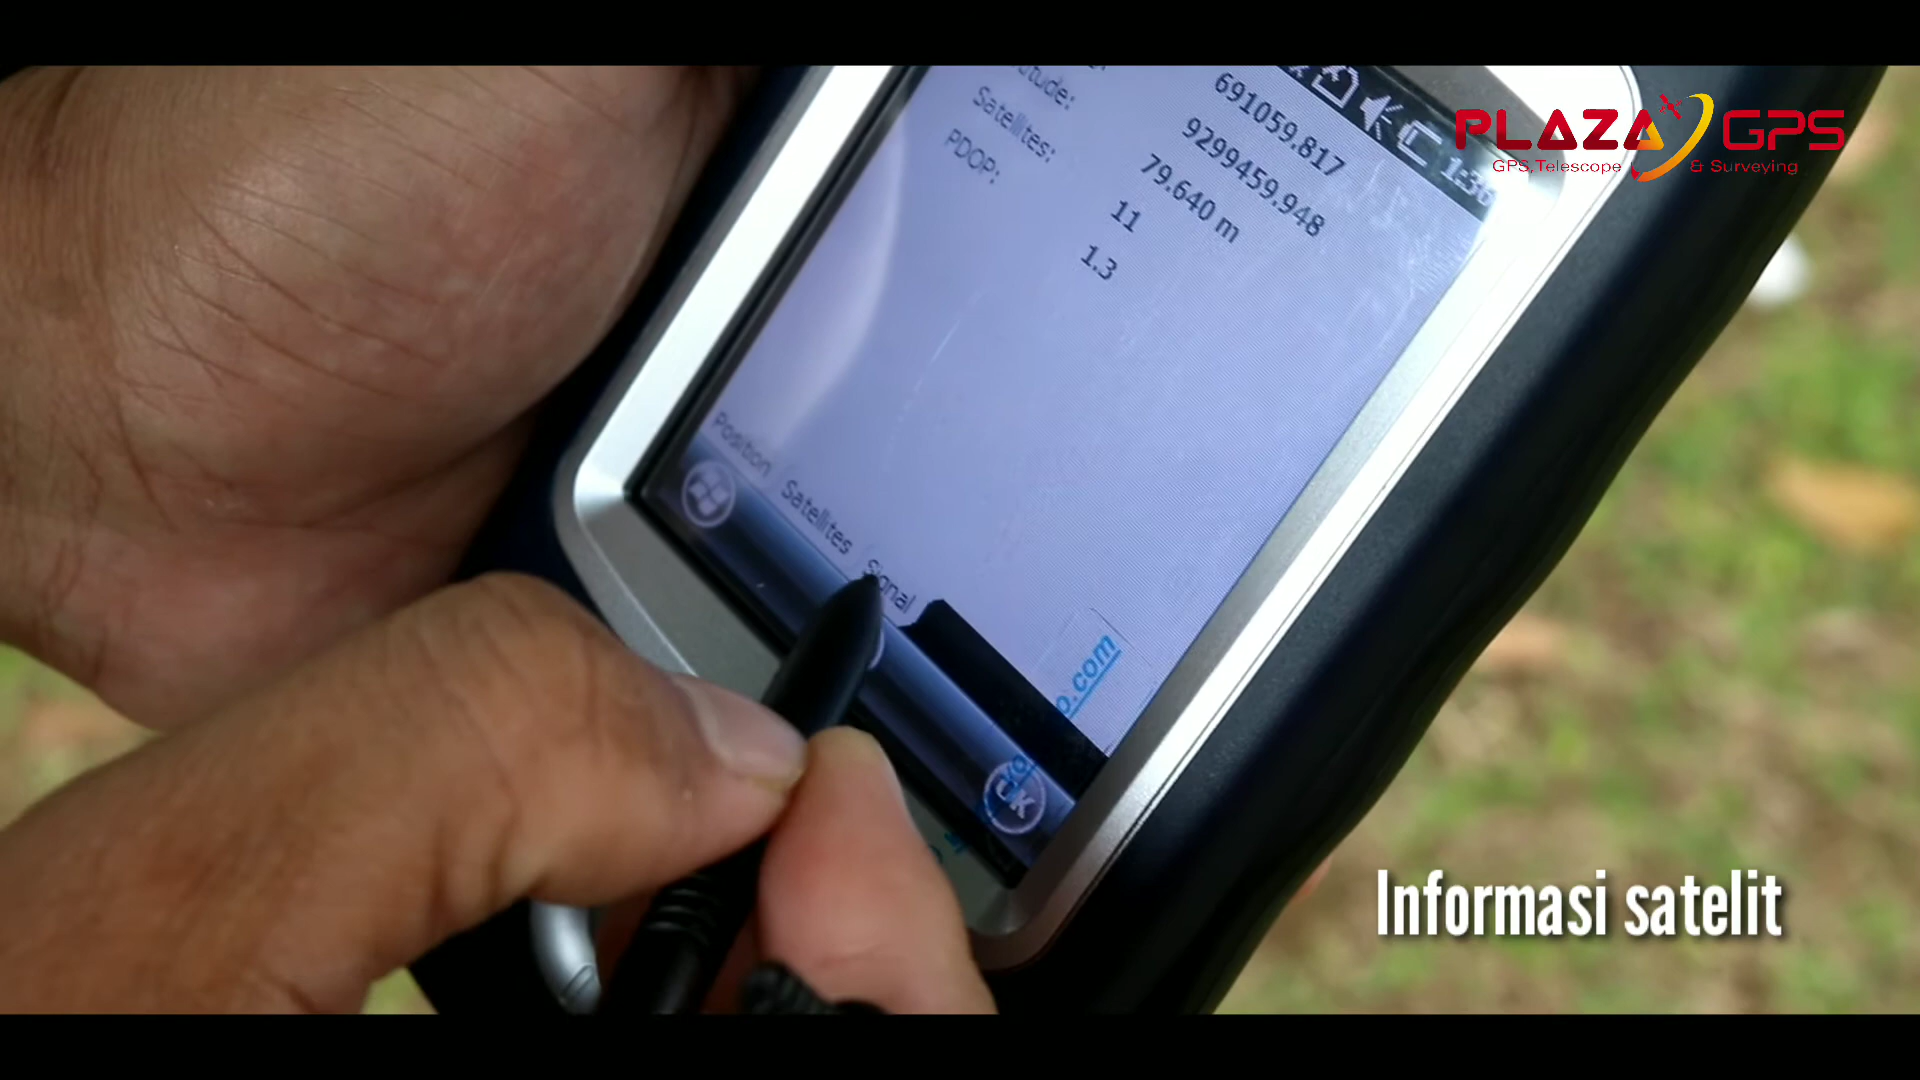 PLAZA GPS
GPS, Telescope & Surveying
691059.817
9299459.948
79.640 m
Satellites: 11
PDOP: 1.3
Position Satellites Signal
o.com
OK
Informasi satelit